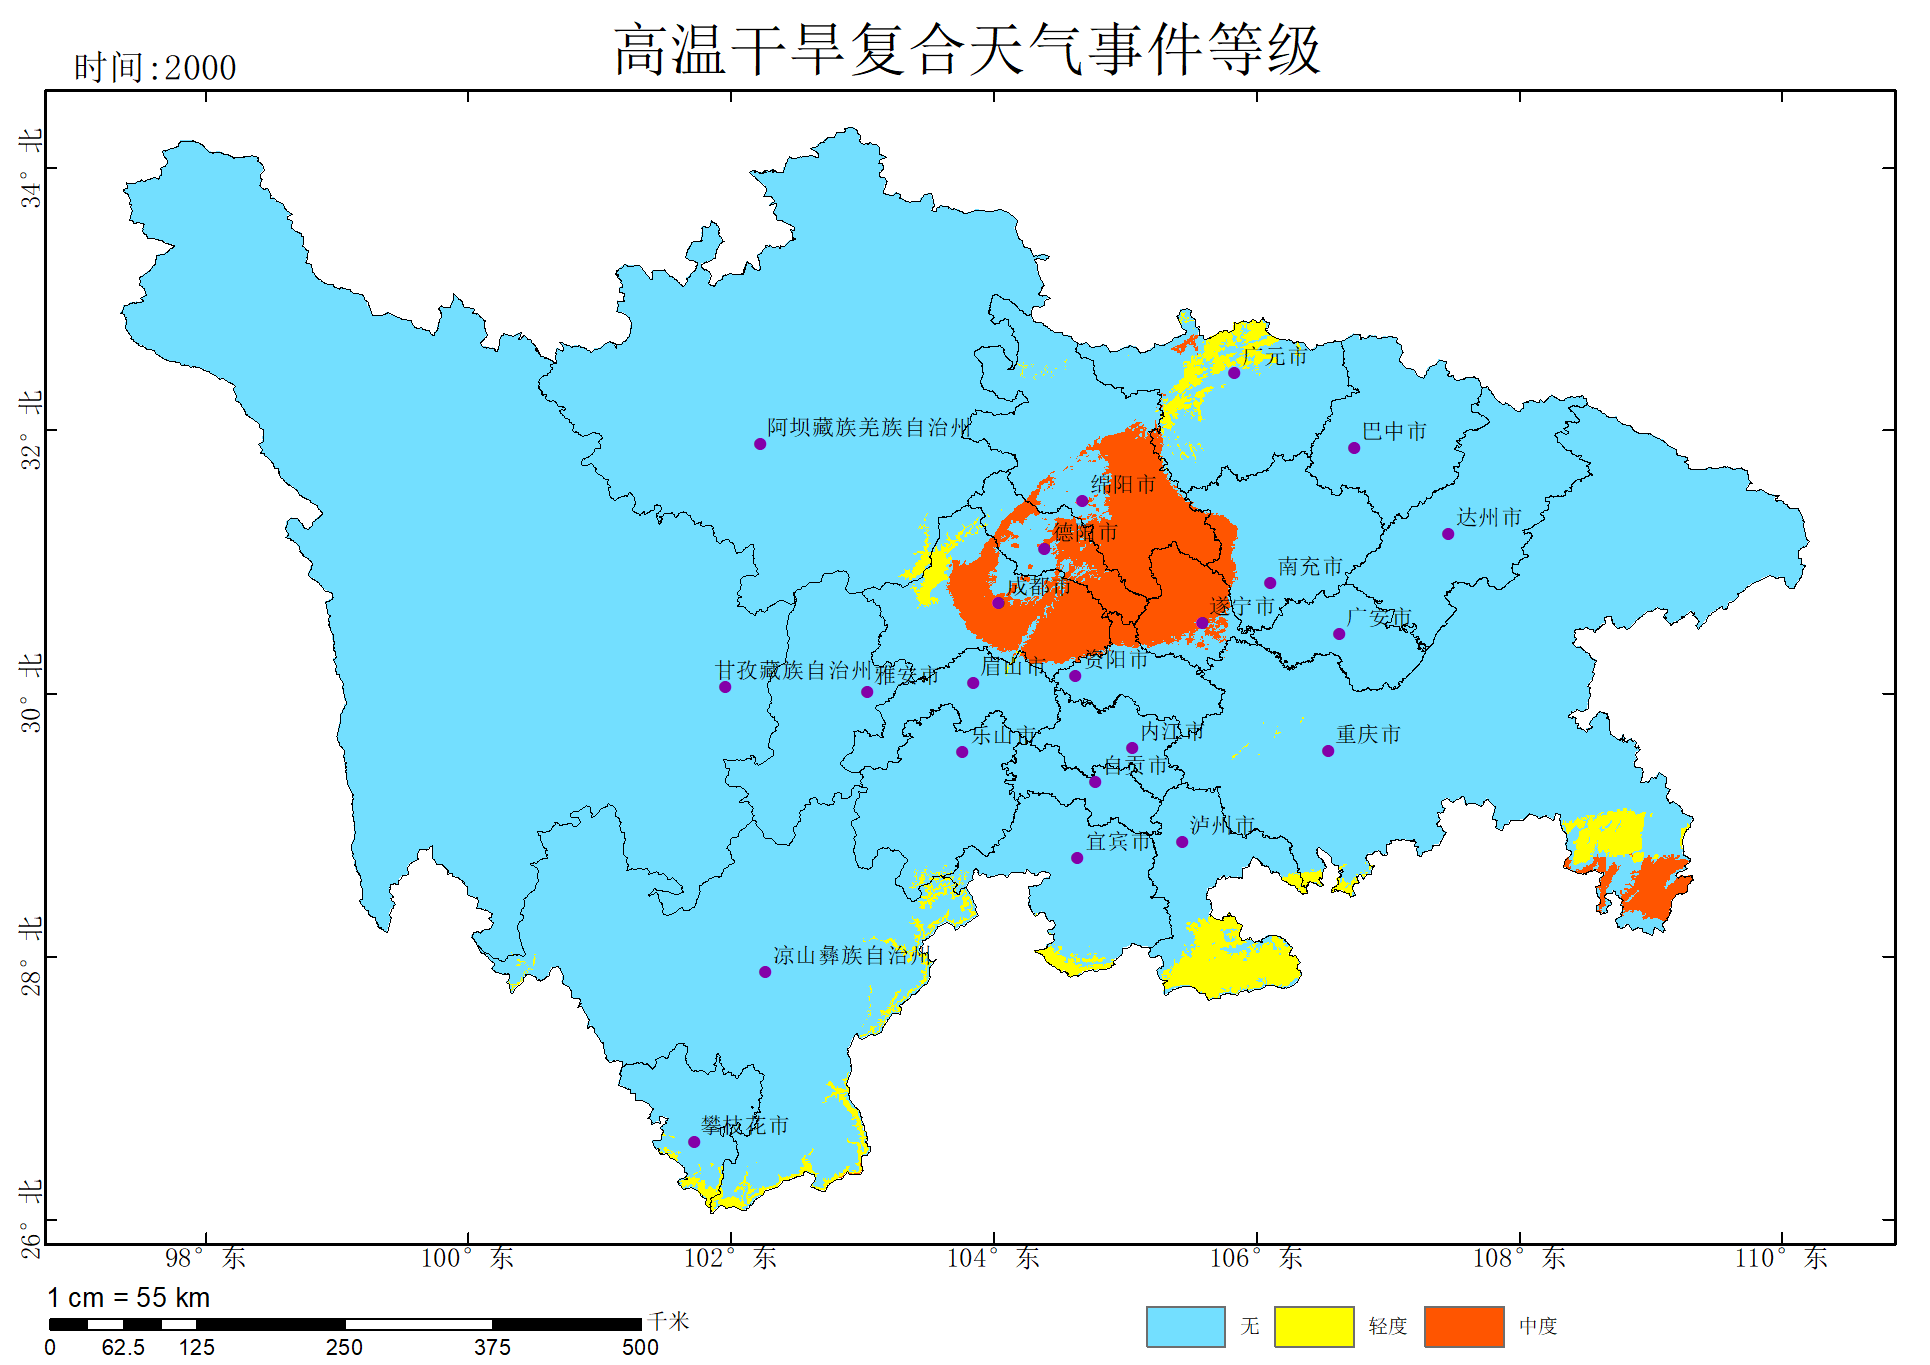 高温干旱复合天气事件等级
时间:2000
34° 北
32° 北
30° 北
28° 北
26° 北
广元市
阿坝藏族羌族自治州
巴中市
绵阳市
达州市
德阳市
南充市
成都市
遂宁市
广安市
甘孜藏族自治州
雅安市
眉山市
资阳市
乐山市
内江市
重庆市
自贡市
宜宾市
泸州市
凉山彝族自治州
攀枝花市
98° 东
100° 东
102° 东
104° 东
106° 东
108° 东
110° 东
1 cm = 55 km
千米
0 62.5 125 250 375 500
无 轻度 中度